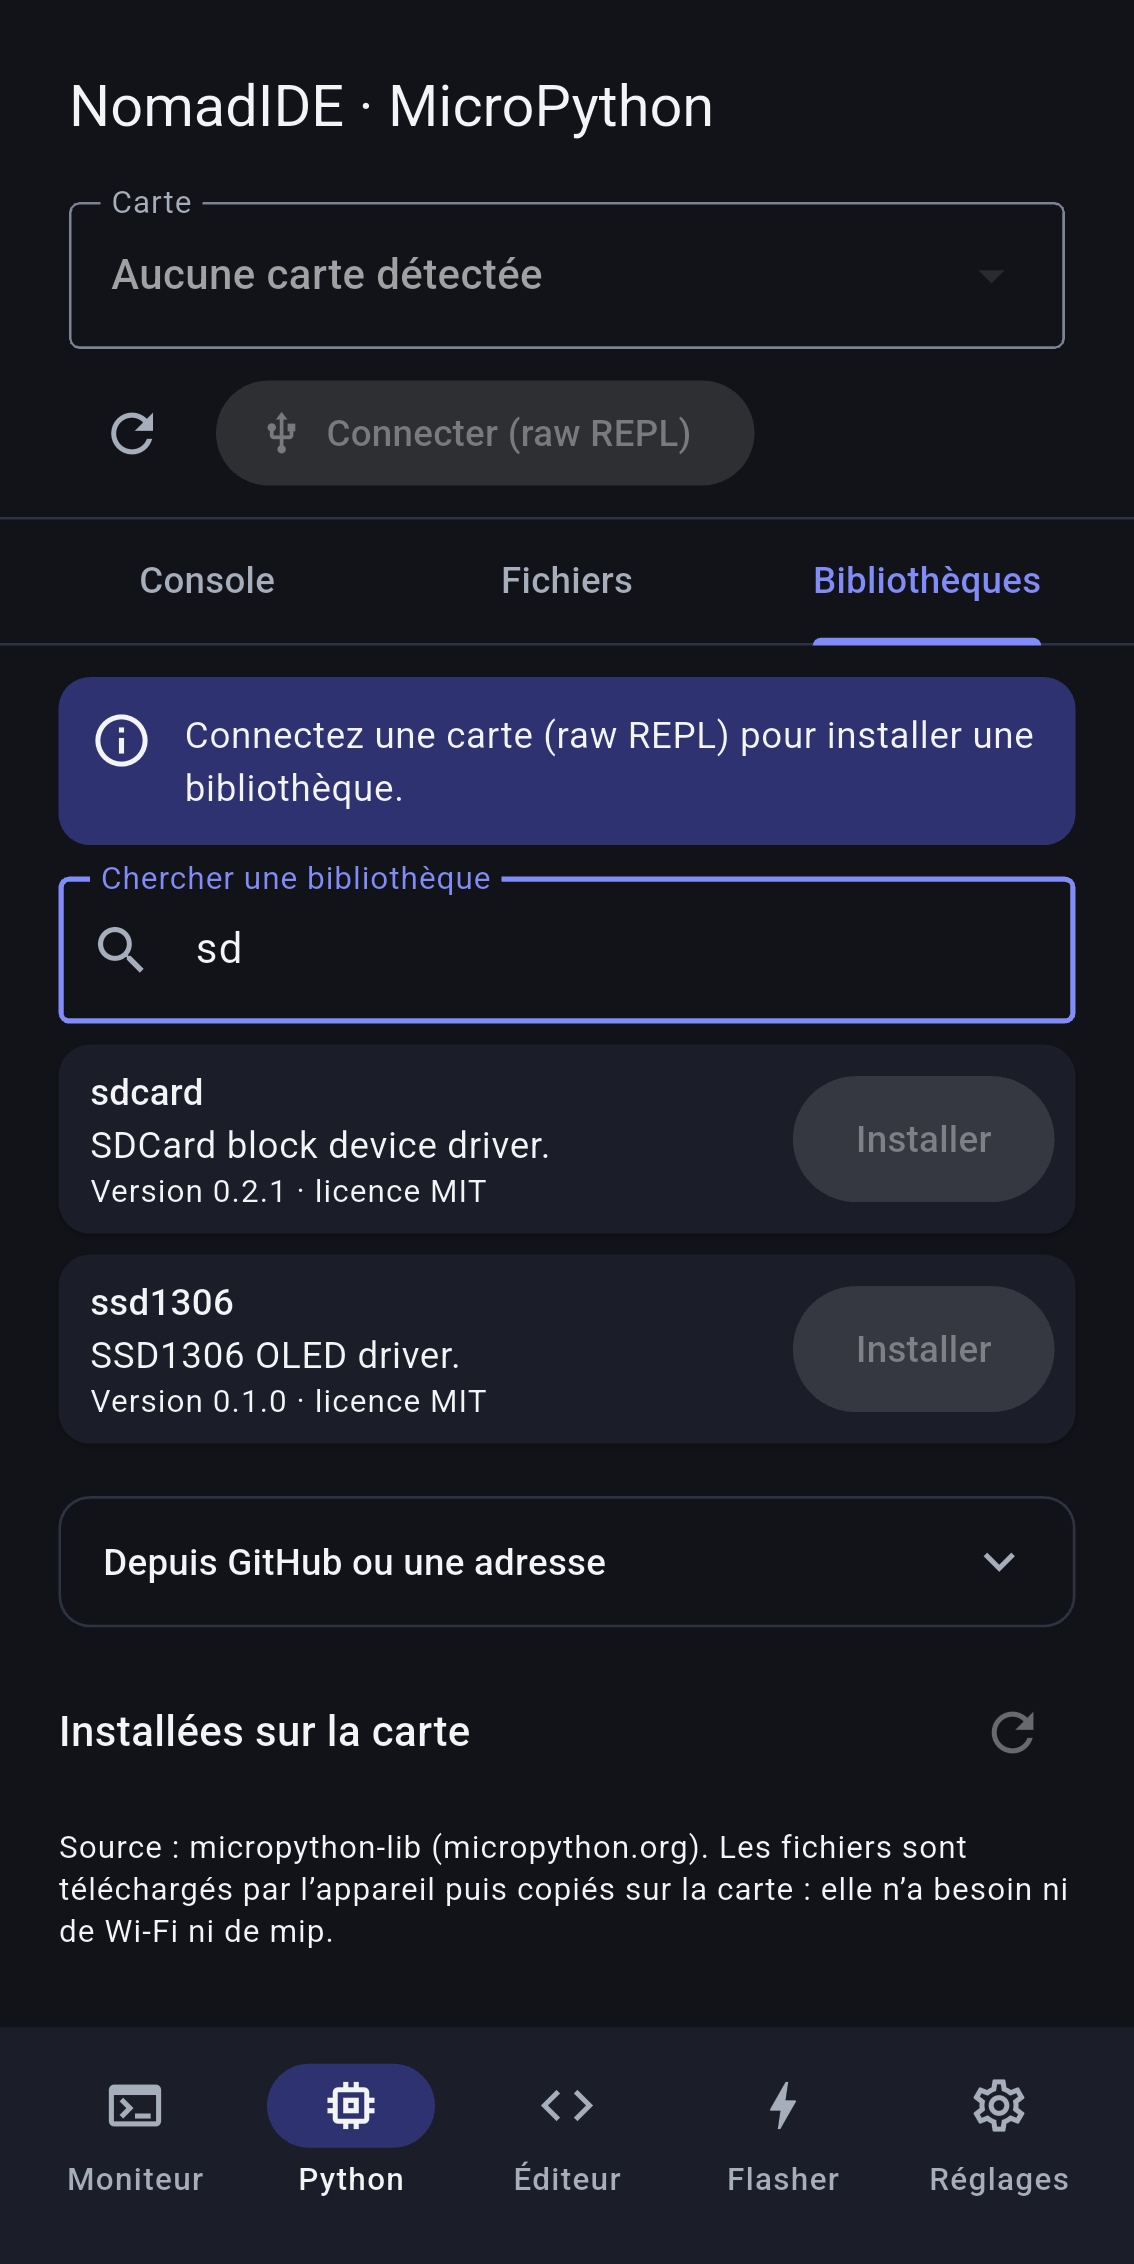 NomadIDE · MicroPython
Carte
Aucune carte détectée
Connecter (raw REPL)
Console Fichiers Bibliothèques
Connectez une carte (raw REPL) pour installer une
bibliothèque.
Chercher une bibliothèque
sd
sdcard
SDCard block device driver.
Version 0.2.1 · licence MIT
Installer
ssd1306
SSD1306 OLED driver.
Version 0.1.0 · licence MIT
Installer
Depuis GitHub ou une adresse
Installées sur la carte
Source : micropython-lib (micropython.org). Les fichiers sont
téléchargés par l’appareil puis copiés sur la carte : elle n’a besoin ni
de Wi-Fi ni de mip.
Moniteur Python Éditeur Flasher Réglages